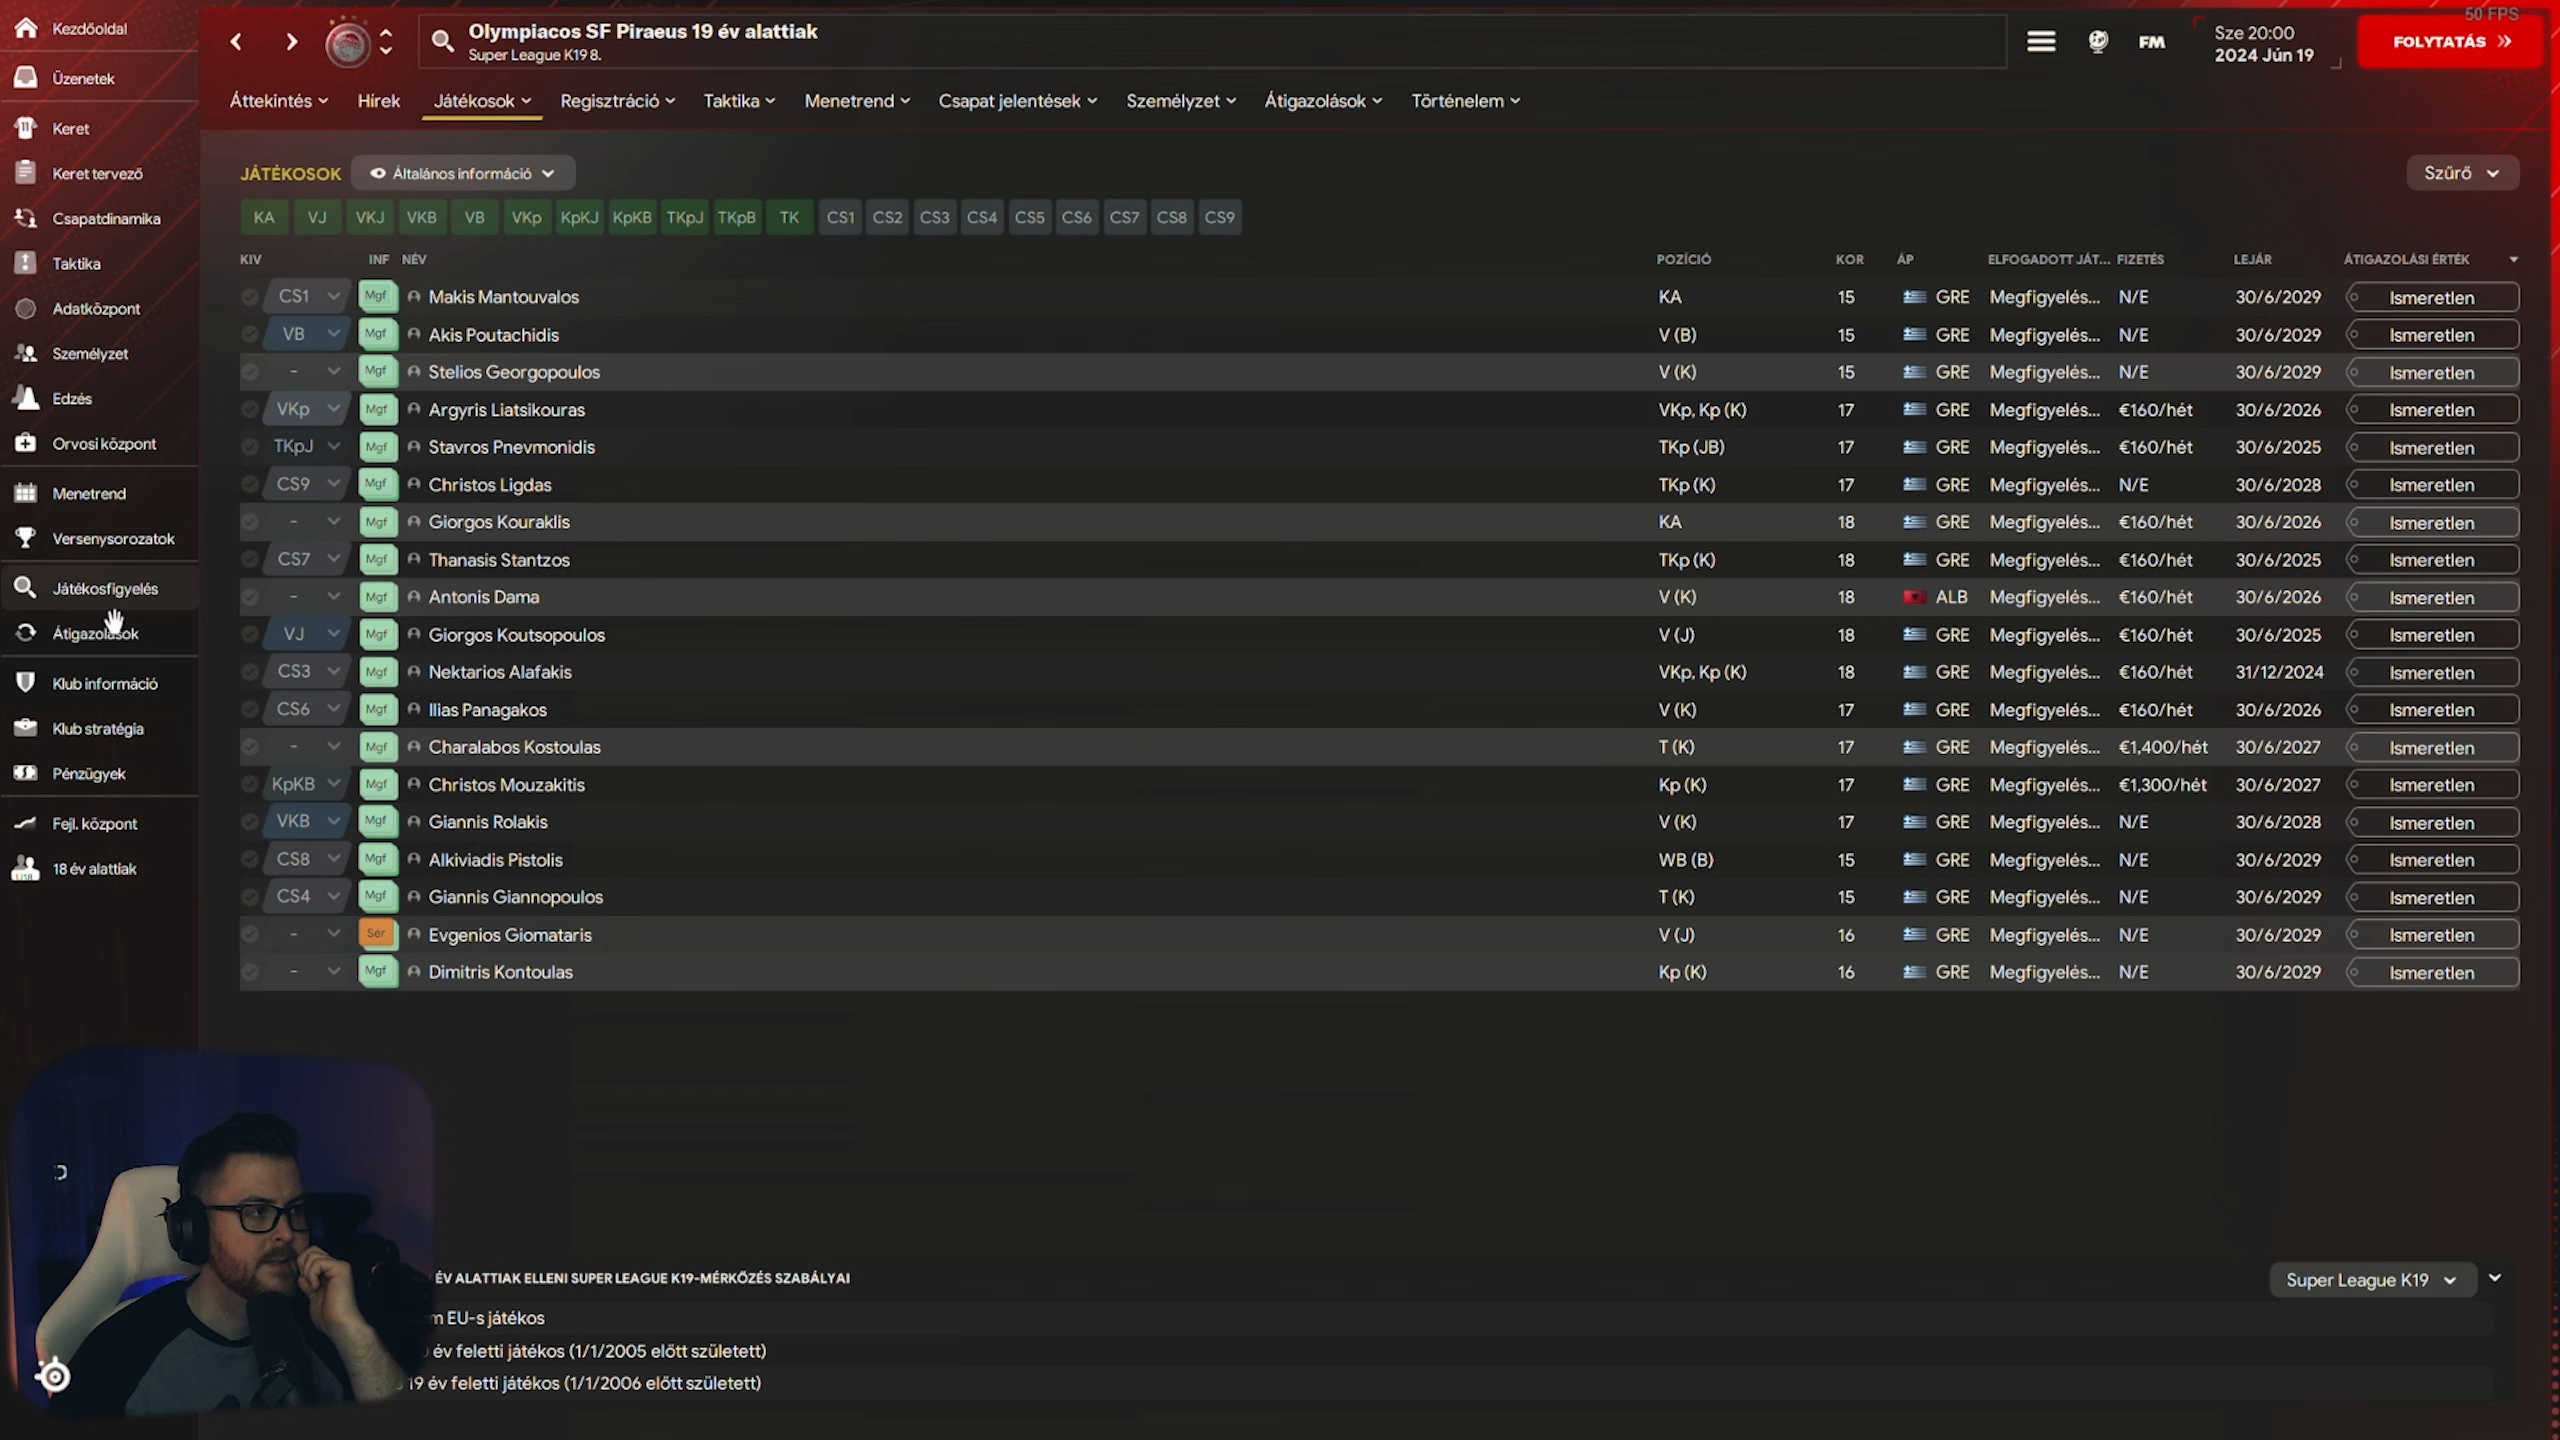 50 FPS
Kezdőoldal
Üzenetek
Keret
Keret tervező
Csapatdinamika
Taktika
Adatközpont
Személyzet
Edzés
Orvosi központ
Menetrend
Versenysorozatok
Játékosfigyelés
Átigazolások
Klub információ
Klub stratégia
Pénzügyek
Fejl. központ
18 év alattiak
Olympiacos SF Piraeus 19 év alattiak
Super League K19 8.
FM
Sze 20:00
2024 Jún 19
FOLYTATÁS
Áttekintés Hírek Játékosok Regisztráció Taktika Menetrend Csapat jelentések Személyzet Átigazolások Történelem
JÁTÉKOSOK Általános információ Szűrő
KA VJ VKJ VKB VB VKp KpKJ KpKB TKpJ TKpB TK CS1 CS2 CS3 CS4 CS5 CS6 CS7 CS8 CS9
KIV INF NÉV POZÍCIÓ KOR ÁP ELFOGADOTT JÁT... FIZETÉS LEJÁR ÁTIGAZOLÁSI ÉRTÉK
CS1 Mgf Makis Mantouvalos KA 15 GRE Megfigyelés... N/E 30/6/2029 Ismeretlen
VB Mgf Akis Poutachidis V (B) 15 GRE Megfigyelés... N/E 30/6/2029 Ismeretlen
- Mgf Stelios Georgopoulos V (K) 15 GRE Megfigyelés... N/E 30/6/2029 Ismeretlen
VKp Mgf Argyris Liatsikouras VKp, Kp (K) 17 GRE Megfigyelés... €160/hét 30/6/2026 Ismeretlen
TKpJ Mgf Stavros Pnevmonidis TKp (JB) 17 GRE Megfigyelés... €160/hét 30/6/2025 Ismeretlen
CS9 Mgf Christos Ligdas TKp (K) 17 GRE Megfigyelés... N/E 30/6/2028 Ismeretlen
- Mgf Giorgos Kouraklis KA 18 GRE Megfigyelés... €160/hét 30/6/2026 Ismeretlen
CS7 Mgf Thanasis Stantzos TKp (K) 18 GRE Megfigyelés... €160/hét 30/6/2025 Ismeretlen
- Mgf Antonis Dama V (K) 18 ALB Megfigyelés... €160/hét 30/6/2026 Ismeretlen
VJ Mgf Giorgos Koutsopoulos V (J) 18 GRE Megfigyelés... €160/hét 30/6/2025 Ismeretlen
CS3 Mgf Nektarios Alafakis VKp, Kp (K) 18 GRE Megfigyelés... €160/hét 31/12/2024 Ismeretlen
CS6 Mgf Ilias Panagakos V (K) 17 GRE Megfigyelés... €160/hét 30/6/2026 Ismeretlen
- Mgf Charalabos Kostoulas T (K) 17 GRE Megfigyelés... €1,400/hét 30/6/2027 Ismeretlen
KpKB Mgf Christos Mouzakitis Kp (K) 17 GRE Megfigyelés... €1,300/hét 30/6/2027 Ismeretlen
VKB Mgf Giannis Rolakis V (K) 17 GRE Megfigyelés... N/E 30/6/2028 Ismeretlen
CS8 Mgf Alkiviadis Pistolis WB (B) 15 GRE Megfigyelés... N/E 30/6/2029 Ismeretlen
CS4 Mgf Giannis Giannopoulos T (K) 15 GRE Megfigyelés... N/E 30/6/2029 Ismeretlen
- Sér Evgenios Giomataris V (J) 16 GRE Megfigyelés... N/E 30/6/2029 Ismeretlen
- Mgf Dimitris Kontoulas Kp (K) 16 GRE Megfigyelés... N/E 30/6/2029 Ismeretlen
ÉV ALATTIAK ELLENI SUPER LEAGUE K19-MÉRKŐZÉS SZABÁLYAI Super League K19
EU-s játékos
év feletti játékos (1/1/2005 előtt született)
19 év feletti játékos (1/1/2006 előtt született)